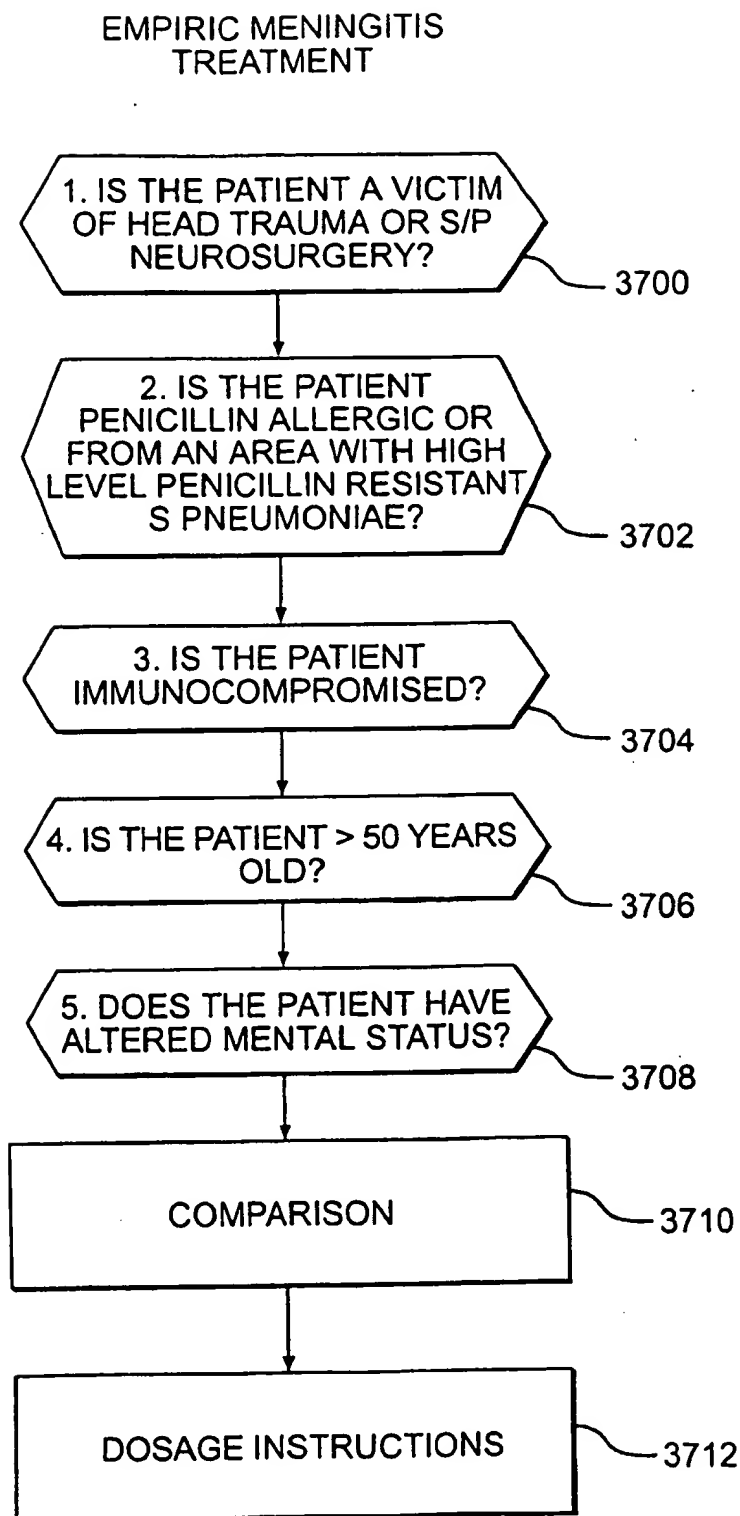 EMPIRIC MENINGITIS
TREATMENT
1. IS THE PATIENT A VICTIM
OF HEAD TRAUMA OR S/P
NEUROSURGERY?
3700
2. IS THE PATIENT
PENICILLIN ALLERGIC OR
FROM AN AREA WITH HIGH
LEVEL PENICILLIN RESISTANT
S PNEUMONIAE?
3702
3. IS THE PATIENT
IMMUNOCOMPROMISED?
3704
4. IS THE PATIENT > 50 YEARS
OLD?
3706
5. DOES THE PATIENT HAVE
ALTERED MENTAL STATUS?
3708
COMPARISON
3710
DOSAGE INSTRUCTIONS
3712